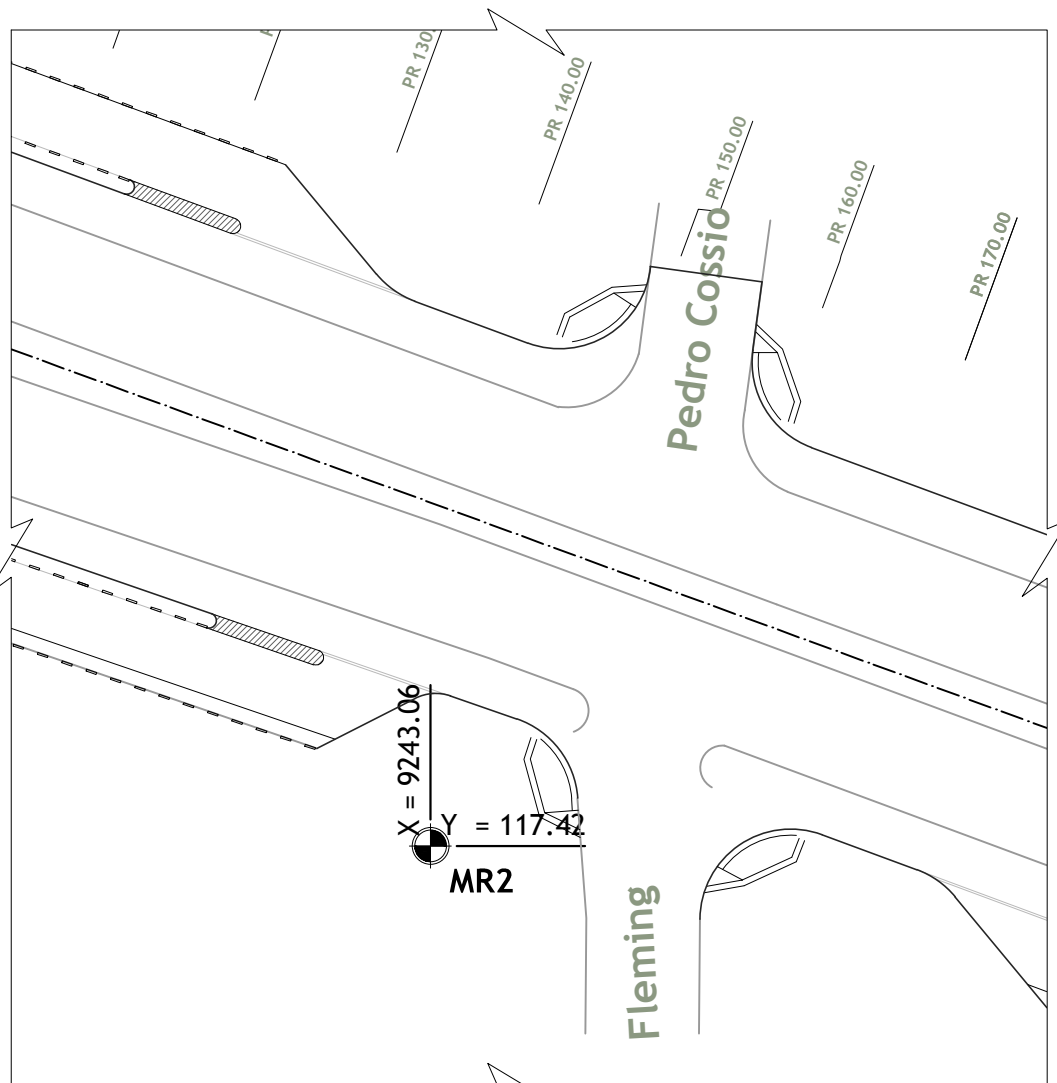 PR 130.
PR 140.00
PR 150.00
PR 160.00
PR 170.00
Pedro Cossio
X = 9243.06
Y = 117.42
MR2
Fleming